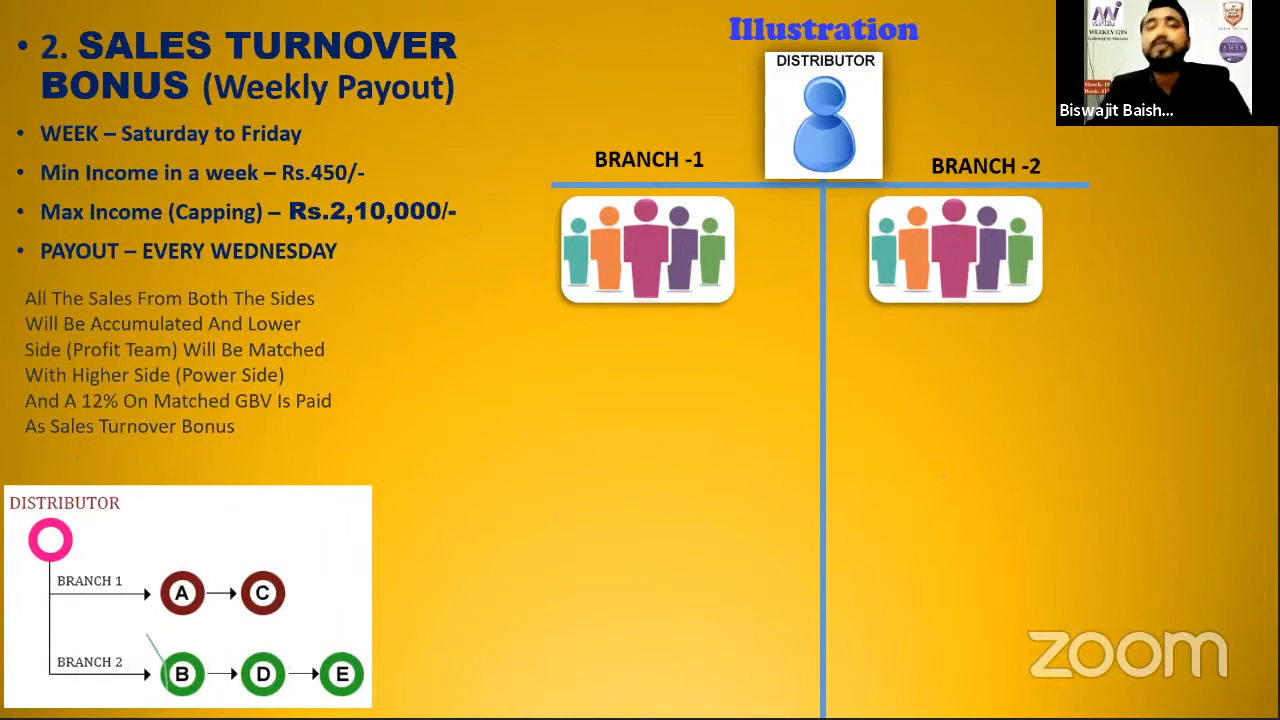 • 2. SALES TURNOVER
BONUS (Weekly Payout)
• WEEK – Saturday to Friday
• Min Income in a week – Rs.450/-
• Max Income (Capping) – Rs.2,10,000/-
• PAYOUT – EVERY WEDNESDAY
All The Sales From Both The Sides
Will Be Accumulated And Lower
Side (Profit Team) Will Be Matched
With Higher Side (Power Side)
And A 12% On Matched GBV Is Paid
As Sales Turnover Bonus
DISTRIBUTOR
BRANCH 1
A
C
BRANCH 2
B
D
E
Illustration
DISTRIBUTOR
BRANCH -1
BRANCH -2
WEEKLY GTS
Biswajit Baish...
zoom